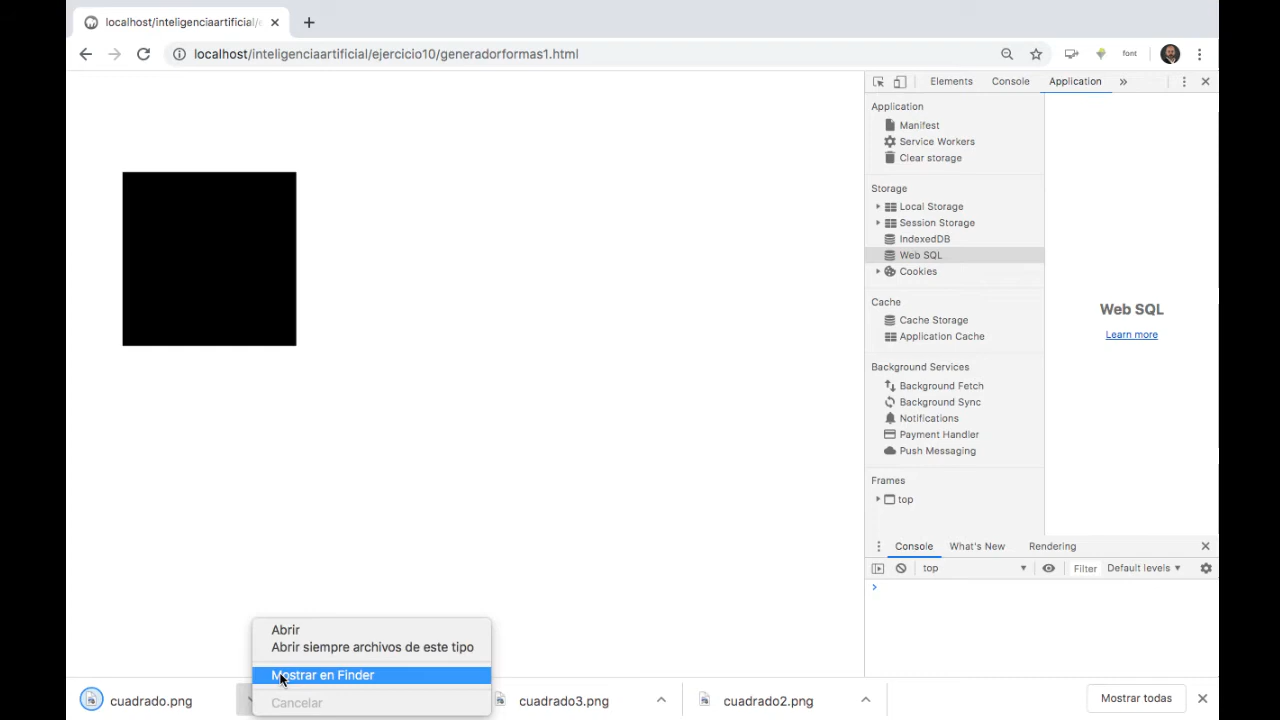 localhost/inteligenciaartificial/e
localhost/inteligenciaartificial/ejercicio10/generadorformas1.html
font
Elements Console Application »
Application
Manifest
Service Workers
Clear storage
Storage
Local Storage
Session Storage
IndexedDB
Web SQL
Cookies
Cache
Cache Storage
Application Cache
Background Services
Background Fetch
Background Sync
Notifications
Payment Handler
Push Messaging
Frames
top
Web SQL
Learn more
Console What's New Rendering
top Filter Default levels
Abrir
Abrir siempre archivos de este tipo
Mostrar en Finder
Cancelar
cuadrado.png
cuadrado3.png
cuadrado2.png
Mostrar todas